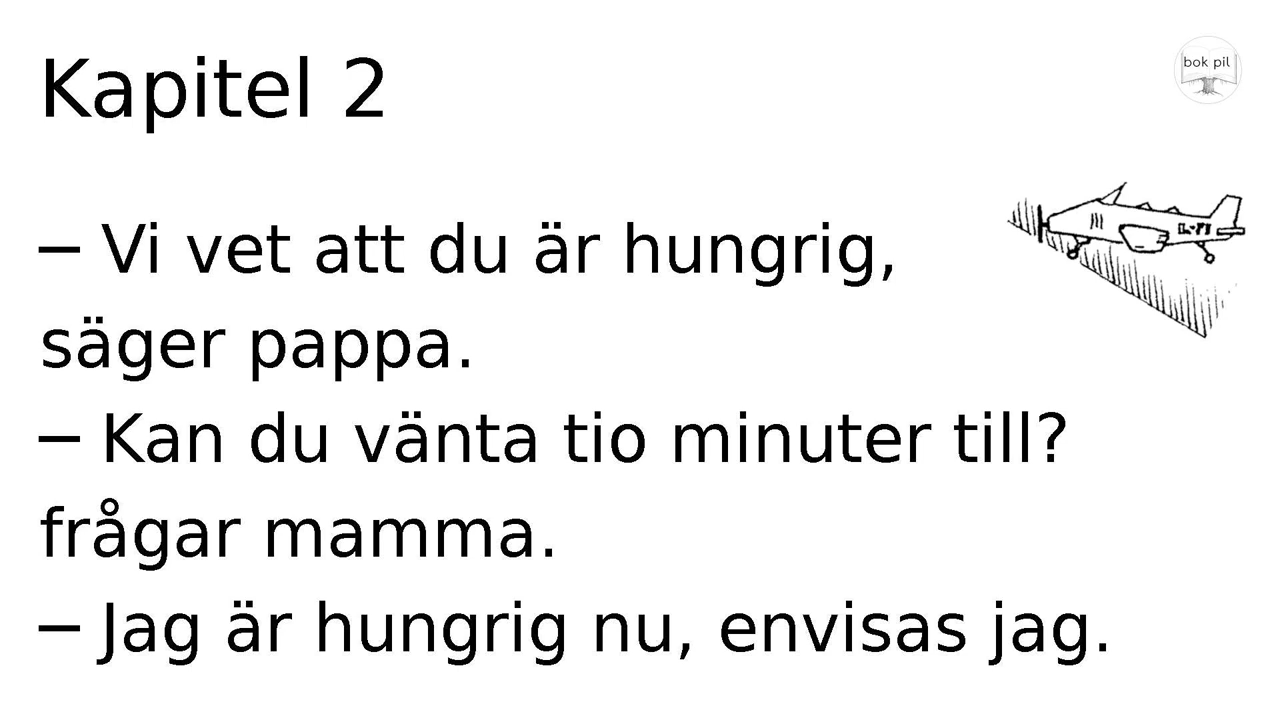 Kapitel 2
bok pil
– Vi vet att du är hungrig,
säger pappa.
– Kan du vänta tio minuter till?
frågar mamma.
– Jag är hungrig nu, envisas jag.